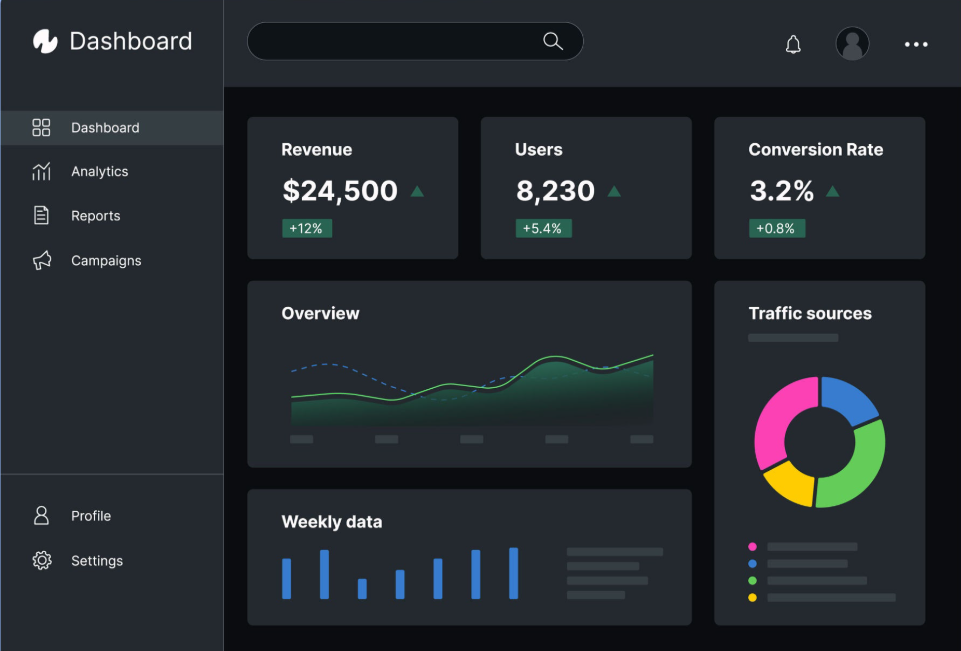 Dashboard
Dashboard
Analytics
Reports
Campaigns
Profile
Settings
Revenue
$24,500
+12%
Users
8,230
+5.4%
Conversion Rate
3.2%
+0.8%
Overview
Traffic sources
Weekly data